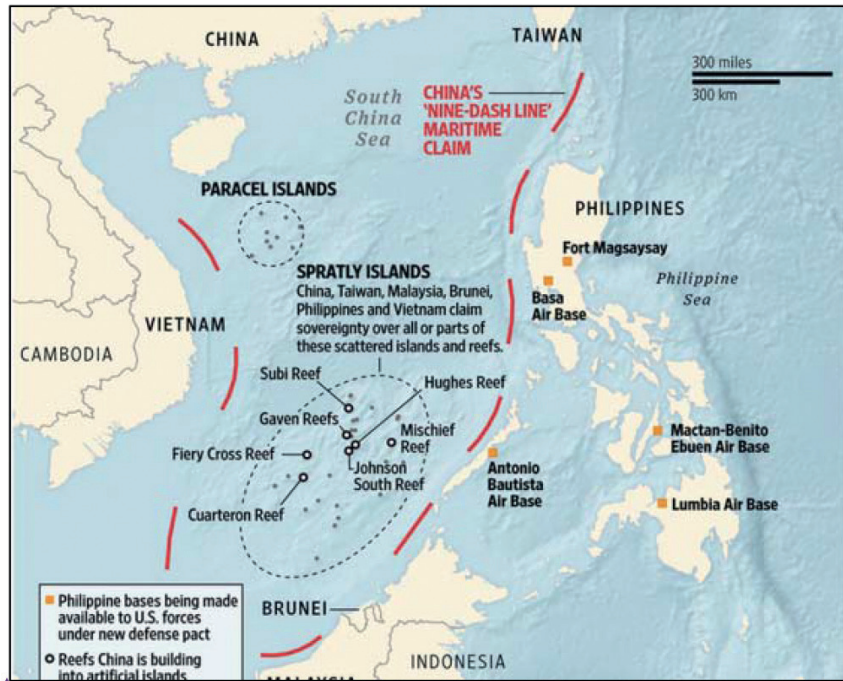 CHINA
TAIWAN
300 miles
300 km
South
China
Sea
CHINA'S
'NINE-DASH LINE'
MARITIME
CLAIM
PARACEL ISLANDS
PHILIPPINES
Fort Magsaysay
Philippine
Sea
Basa
Air Base
SPRATLY ISLANDS
China, Taiwan, Malaysia, Brunei,
Philippines and Vietnam claim
sovereignty over all or parts of
these scattered islands and reefs.
VIETNAM
CAMBODIA
Subi Reef
Hughes Reef
Gaven Reefs
Mischief
Reef
Fiery Cross Reef
Johnson
South Reef
Cuarteron Reef
Antonio
Bautista
Air Base
Mactan-Benito
Ebuen Air Base
Lumbia Air Base
Philippine bases being made
available to U.S. forces
under new defense pact
Reefs China is building
into artificial islands
BRUNEI
MALAYSIA
INDONESIA